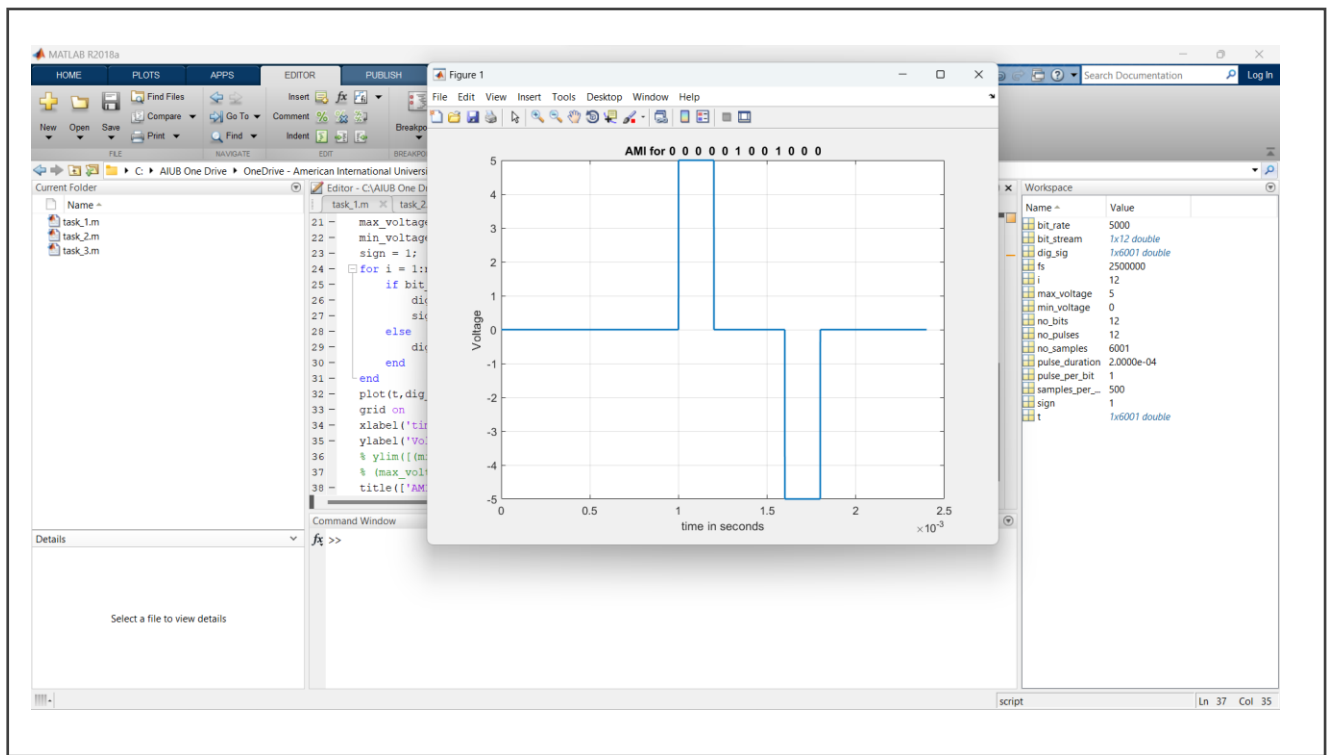 MATLAB R2018a
HOME PLOTS APPS EDITOR PUBLISH
Search Documentation Log In
New Open Save
Find Files
Compare
Print
Go To
Find
Insert
Comment
Indent
fx
Breakpo
FILE NAVIGATE EDIT BREAKPO
C: AIUB One Drive OneDrive - American International Universi
Current Folder
Name
task_1.m
task_2.m
task_3.m
Details
Select a file to view details
Editor - C:\AIUB One Dr
task_1.m task_2
21 - max_voltage
22 - min_voltage
23 - sign = 1;
24 - for i = 1:n
25 - if bit_
26 - dig
27 - sig
28 - else
29 - dig
30 - end
31 - end
32 - plot(t,dig_
33 - grid on
34 - xlabel('tim
35 - ylabel('Vol
36 % ylim([(mi
37 % (max_volt
38 - title(['AMI
Command Window
fx >>
Figure 1
File Edit View Insert Tools Desktop Window Help
AMI for 0 0 0 0 0 1 0 0 1 0 0 0
5
4
3
2
1
0
-1
-2
-3
-4
-5
Voltage
0 0.5 1 1.5 2 2.5
time in seconds
×10-3
Workspace
Name Value
bit_rate 5000
bit_stream 1x12 double
dig_sig 1x6001 double
fs 2500000
i 12
max_voltage 5
min_voltage 0
no_bits 12
no_pulses 12
no_samples 6001
pulse_duration 2.0000e-04
pulse_per_bit 1
samples_per_... 500
sign 1
t 1x6001 double
script Ln 37 Col 35